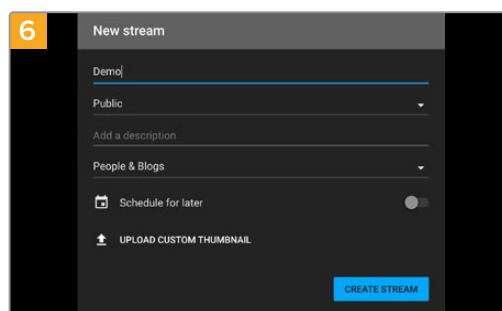 6
New stream
Demo
Public
Add a description
People & Blogs
Schedule for later
UPLOAD CUSTOM THUMBNAIL
CREATE STREAM